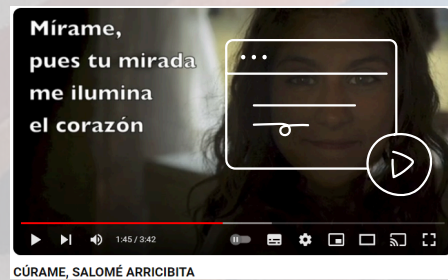 Mírame,
pues tu mirada
me ilumina
el corazón
1:45 / 3:42
CÚRAME, SALOMÉ ARRICIBITA